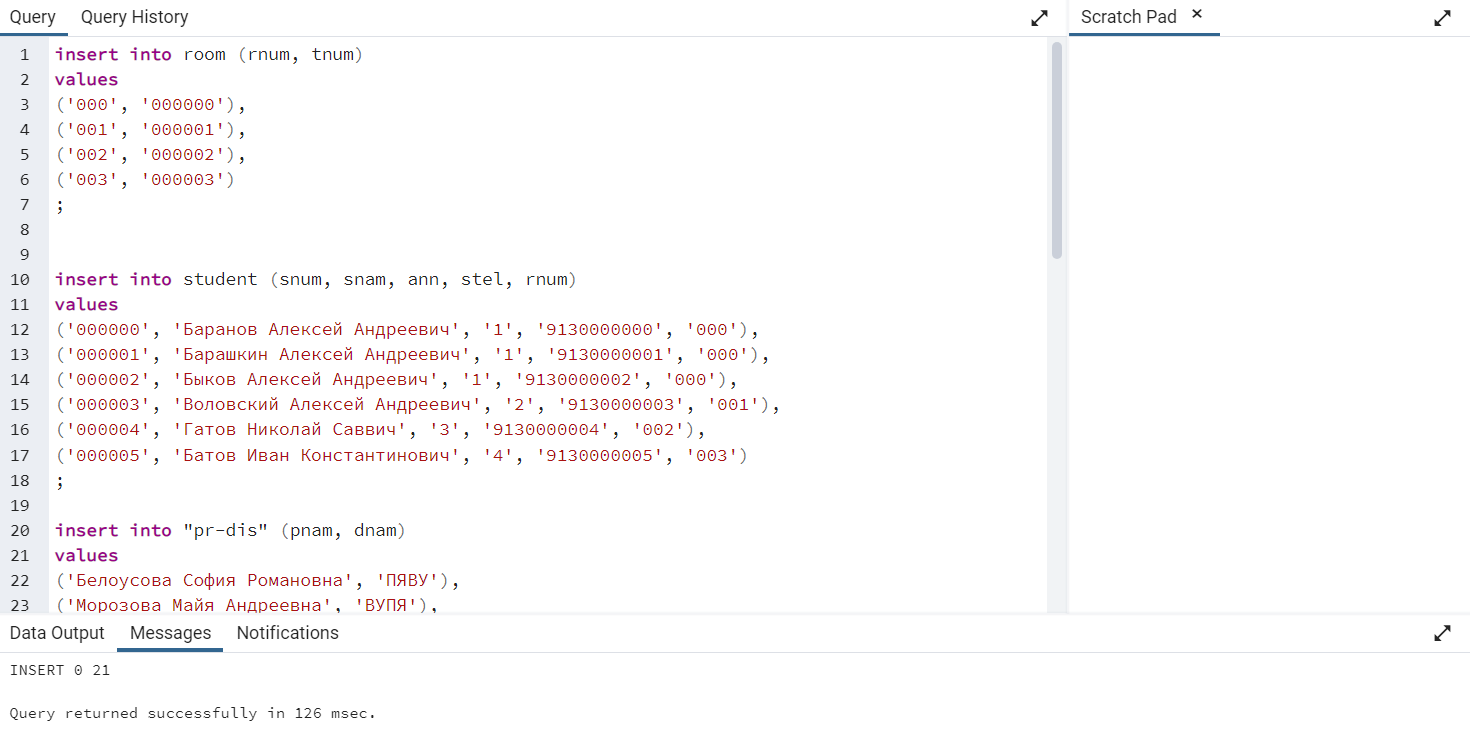 Query Query History Scratch Pad ×
1 insert into room (rnum, tnum)
2 values
3 ('000', '000000'),
4 ('001', '000001'),
5 ('002', '000002'),
6 ('003', '000003')
7 ;
8
9
10 insert into student (snum, snam, ann, stel, rnum)
11 values
12 ('000000', 'Баранов Алексей Андреевич', '1', '9130000000', '000'),
13 ('000001', 'Барашкин Алексей Андреевич', '1', '9130000001', '000'),
14 ('000002', 'Быков Алексей Андреевич', '1', '9130000002', '000'),
15 ('000003', 'Воловский Алексей Андреевич', '2', '9130000003', '001'),
16 ('000004', 'Гатов Николай Саввич', '3', '9130000004', '002'),
17 ('000005', 'Батов Иван Константинович', '4', '9130000005', '003')
18 ;
19
20 insert into "pr-dis" (pnam, dnam)
21 values
22 ('Белоусова София Романовна', 'ПЯВУ'),
23 ('Морозова Майя Андреевна', 'ВУПЯ'),
Data Output Messages Notifications
INSERT 0 21
Query returned successfully in 126 msec.